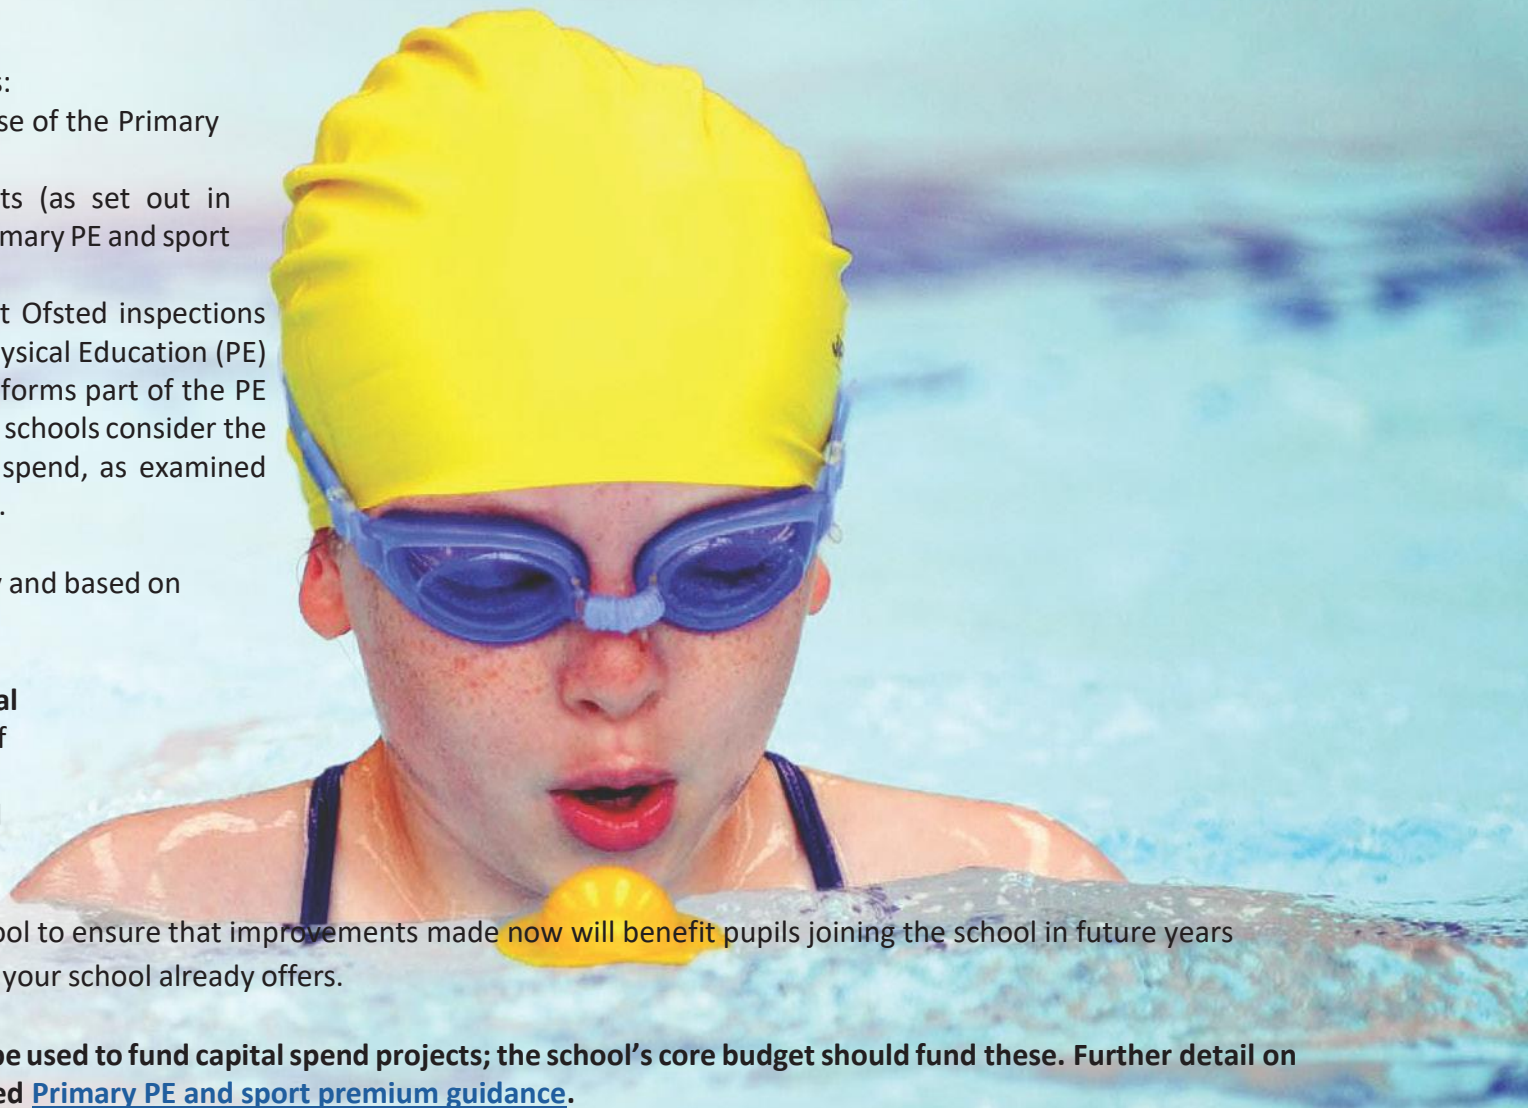 s:
se of the Primary
ts (as set out in
mary PE and sport
t Ofsted inspections
ysical Education (PE)
forms part of the PE
schools consider the
spend, as examined
.
and based on
al
f
ool to ensure that improvements made now will benefit pupils joining the school in future years
your school already offers.
be used to fund capital spend projects; the school’s core budget should fund these. Further detail on
ed Primary PE and sport premium guidance.